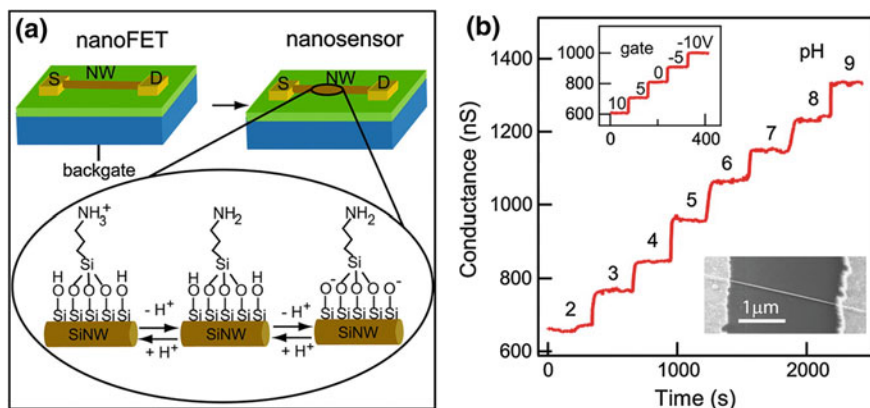 (a)
nanoFET
nanosensor
S NW D
S NW D
backgate
NH3+ NH2 NH2
Si Si Si
H H H H
O O O O O O O O O O O- O O O O-
Si Si Si Si Si Si Si Si Si Si Si Si Si Si Si
- H+ - H+
SiNW SiNW SiNW
+ H+ + H+
(b)
1400
1200
1000
800
600
Conductance (nS)
0 1000 2000
Time (s)
pH
2 3 4 5 6 7 8 9
gate
1000
800
600
0 400
10 5 0 -5 -10V
1μm